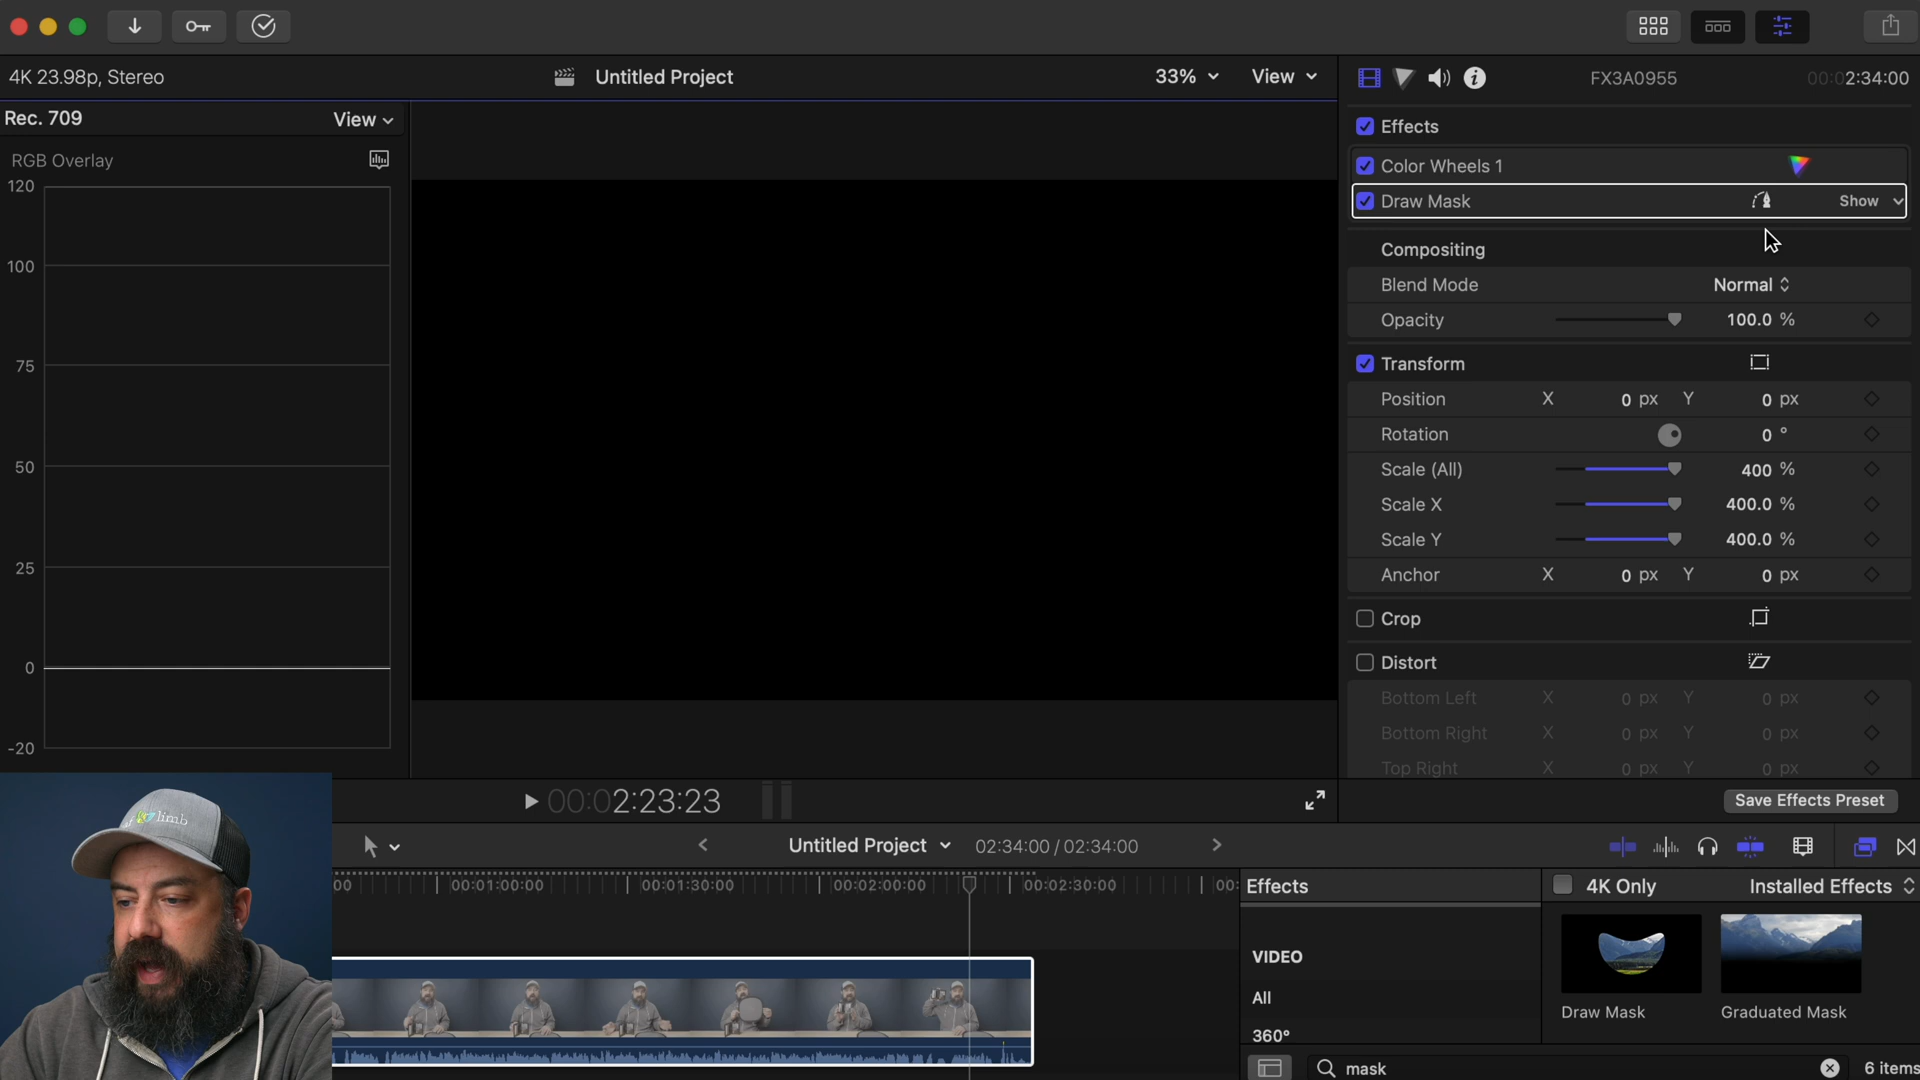 4K 23.98p, Stereo
Untitled Project
33%
View
FX3A0955
00:02:34:00
Rec. 709
View
RGB Overlay
120
100
75
50
25
0
-20
Effects
Color Wheels 1
Draw Mask
Show
Compositing
Blend Mode
Normal
Opacity
100.0 %
Transform
Position X 0 px Y 0 px
Rotation 0 °
Scale (All) 400 %
Scale X 400.0 %
Scale Y 400.0 %
Anchor X 0 px Y 0 px
Crop
Distort
Bottom Left X 0 px Y 0 px
Bottom Right X 0 px Y 0 px
Top Right X 0 px Y 0 px
Save Effects Preset
00:02:23:23
limb
Untitled Project
02:34:00 / 02:34:00
00
00:01:00:00
00:01:30:00
00:02:00:00
00:02:30:00
00:
Effects
4K Only
Installed Effects
VIDEO
All
360°
Draw Mask
Graduated Mask
mask
6 items